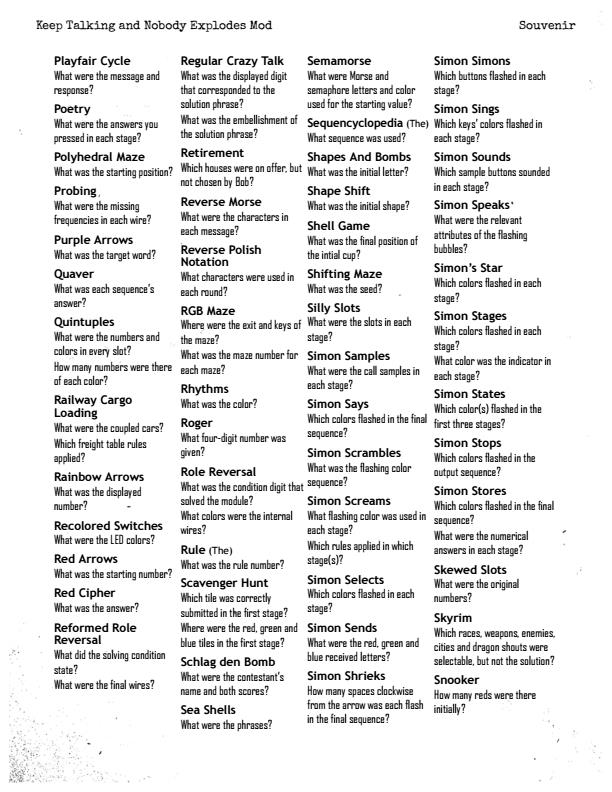 Keep Talking and Nobody Explodes Mod
Souvenir
Playfair Cycle
What were the message and
response?
Poetry
What were the answers you
pressed in each stage?
Polyhedral Maze
What was the starting position?
Probing
What were the missing
frequencies in each wire?
Purple Arrows
What was the target word?
Quaver
What was each sequence's
answer?
Quintuples
What were the numbers and
colors in every slot?
How many numbers were there
of each color?
Railway Cargo
Loading
What were the coupled cars?
Which freight table rules
applied?
Rainbow Arrows
What was the displayed
number?
Recolored Switches
What were the LED colors?
Red Arrows
What was the starting number?
Red Cipher
What was the answer?
Reformed Role
Reversal
What did the solving condition
state?
What were the final wires?
Regular Crazy Talk
What was the displayed digit
that corresponded to the
solution phrase?
What was the embellishment of
the solution phrase?
Retirement
Which houses were on offer, but
not chosen by Bob?
Reverse Morse
What were the characters in
each message?
Reverse Polish
Notation
What characters were used in
each round?
RGB Maze
Where were the exit and keys of
the maze?
What was the maze number for
each maze?
Rhythms
What was the color?
Roger
What four-digit number was
given?
Role Reversal
What was the condition digit that
solved the module?
What colors were the internal
wires?
Rule (The)
What was the rule number?
Scavenger Hunt
Which tile was correctly
submitted in the first stage?
Where were the red, green and
blue tiles in the first stage?
Schlag den Bomb
What were the contestant's
name and both scores?
Sea Shells
What were the phrases?
Semamorse
What were Morse and
semaphore letters and color
used for the starting value?
Sequencyclopedia (The)
What sequence was used?
Shapes And Bombs
What was the initial letter?
Shape Shift
What was the initial shape?
Shell Game
What was the final position of
the intial cup?
Shifting Maze
What was the seed?
Silly Slots
What were the slots in each
stage?
Simon Samples
What were the call samples in
each stage?
Simon Says
Which colors flashed in the final
sequence?
Simon Scrambles
What was the flashing color
sequence?
Simon Screams
What flashing color was used in
each stage?
Which rules applied in which
stage(s)?
Simon Selects
Which colors flashed in each
stage?
Simon Sends
What were the red, green and
blue received letters?
Simon Shrieks
How many spaces clockwise
from the arrow was each flash
in the final sequence?
Simon Simons
Which buttons flashed in each
stage?
Simon Sings
Which keys' colors flashed in
each stage?
Simon Sounds
Which sample buttons sounded
in each stage?
Simon Speaks
What were the relevant
attributes of the flashing
bubbles?
Simon's Star
Which colors flashed in each
stage?
Simon Stages
Which colors flashed in each
stage?
What color was the indicator in
each stage?
Simon States
Which color(s) flashed in the
first three stages?
Simon Stops
Which colors flashed in the
output sequence?
Simon Stores
Which colors flashed in the final
sequence?
What were the numerical
answers in each stage?
Skewed Slots
What were the original
numbers?
Skyrim
Which races, weapons, enemies,
cities and dragon shouts were
selectable, but not the solution?
Snooker
How many reds were there
initially?